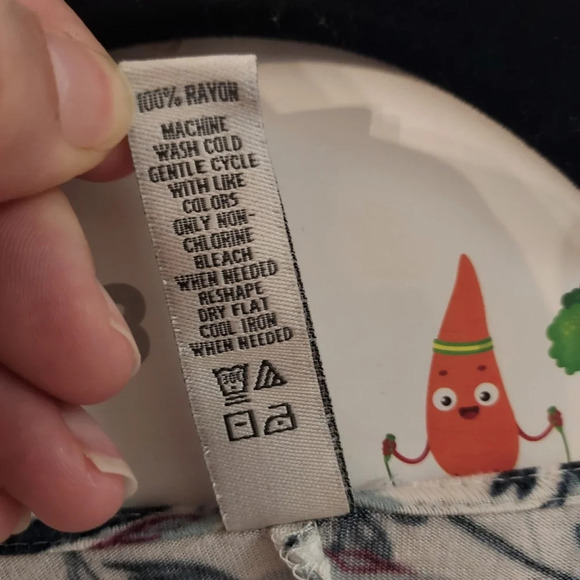 100% RAYON
MACHINE
WASH COLD
GENTLE CYCLE
WITH LIKE
COLORS
ONLY NON-
CHLORINE
BLEACH
WHEN NEEDED
RESHAPE
DRY FLAT
COOL IRON
WHEN NEEDED